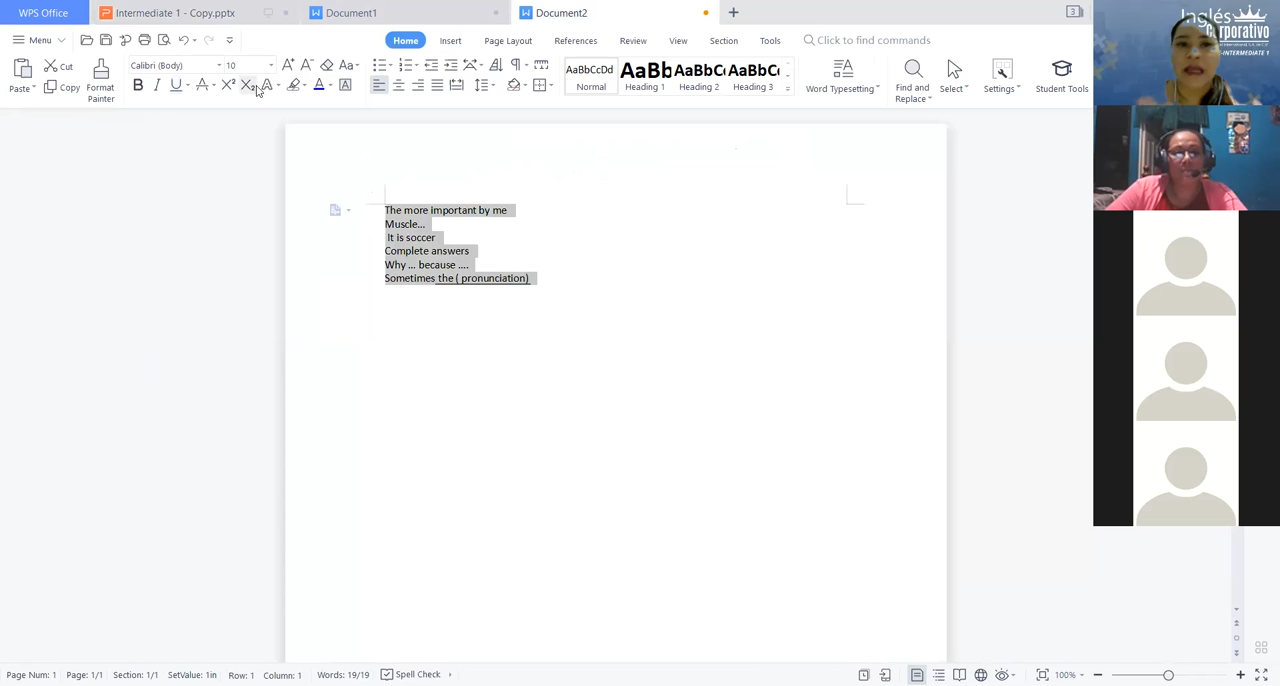 WPS Office
Intermediate 1 - Copy.pptx
Document1
Document2
Menu
Home
Insert
Page Layout
References
Review
View
Section
Tools
Click to find commands
Paste
Cut
Copy
Format Painter
Calibri (Body)
10
AaBbCcDd
Normal
AaBb
Heading 1
AaBbC
Heading 2
AaBbC
Heading 3
Word Typesetting
Find and Replace
Select
Settings
Student Tools
The more important by me
Muscle...
It is soccer
Complete answers
Why ... because ....
Sometimes the ( pronunciation)
Inglés
Corporativo
INTERMEDIATE 1
Page Num: 1
Page: 1/1
Section: 1/1
SetValue: 1in
Row: 1
Column: 1
Words: 19/19
Spell Check
100%